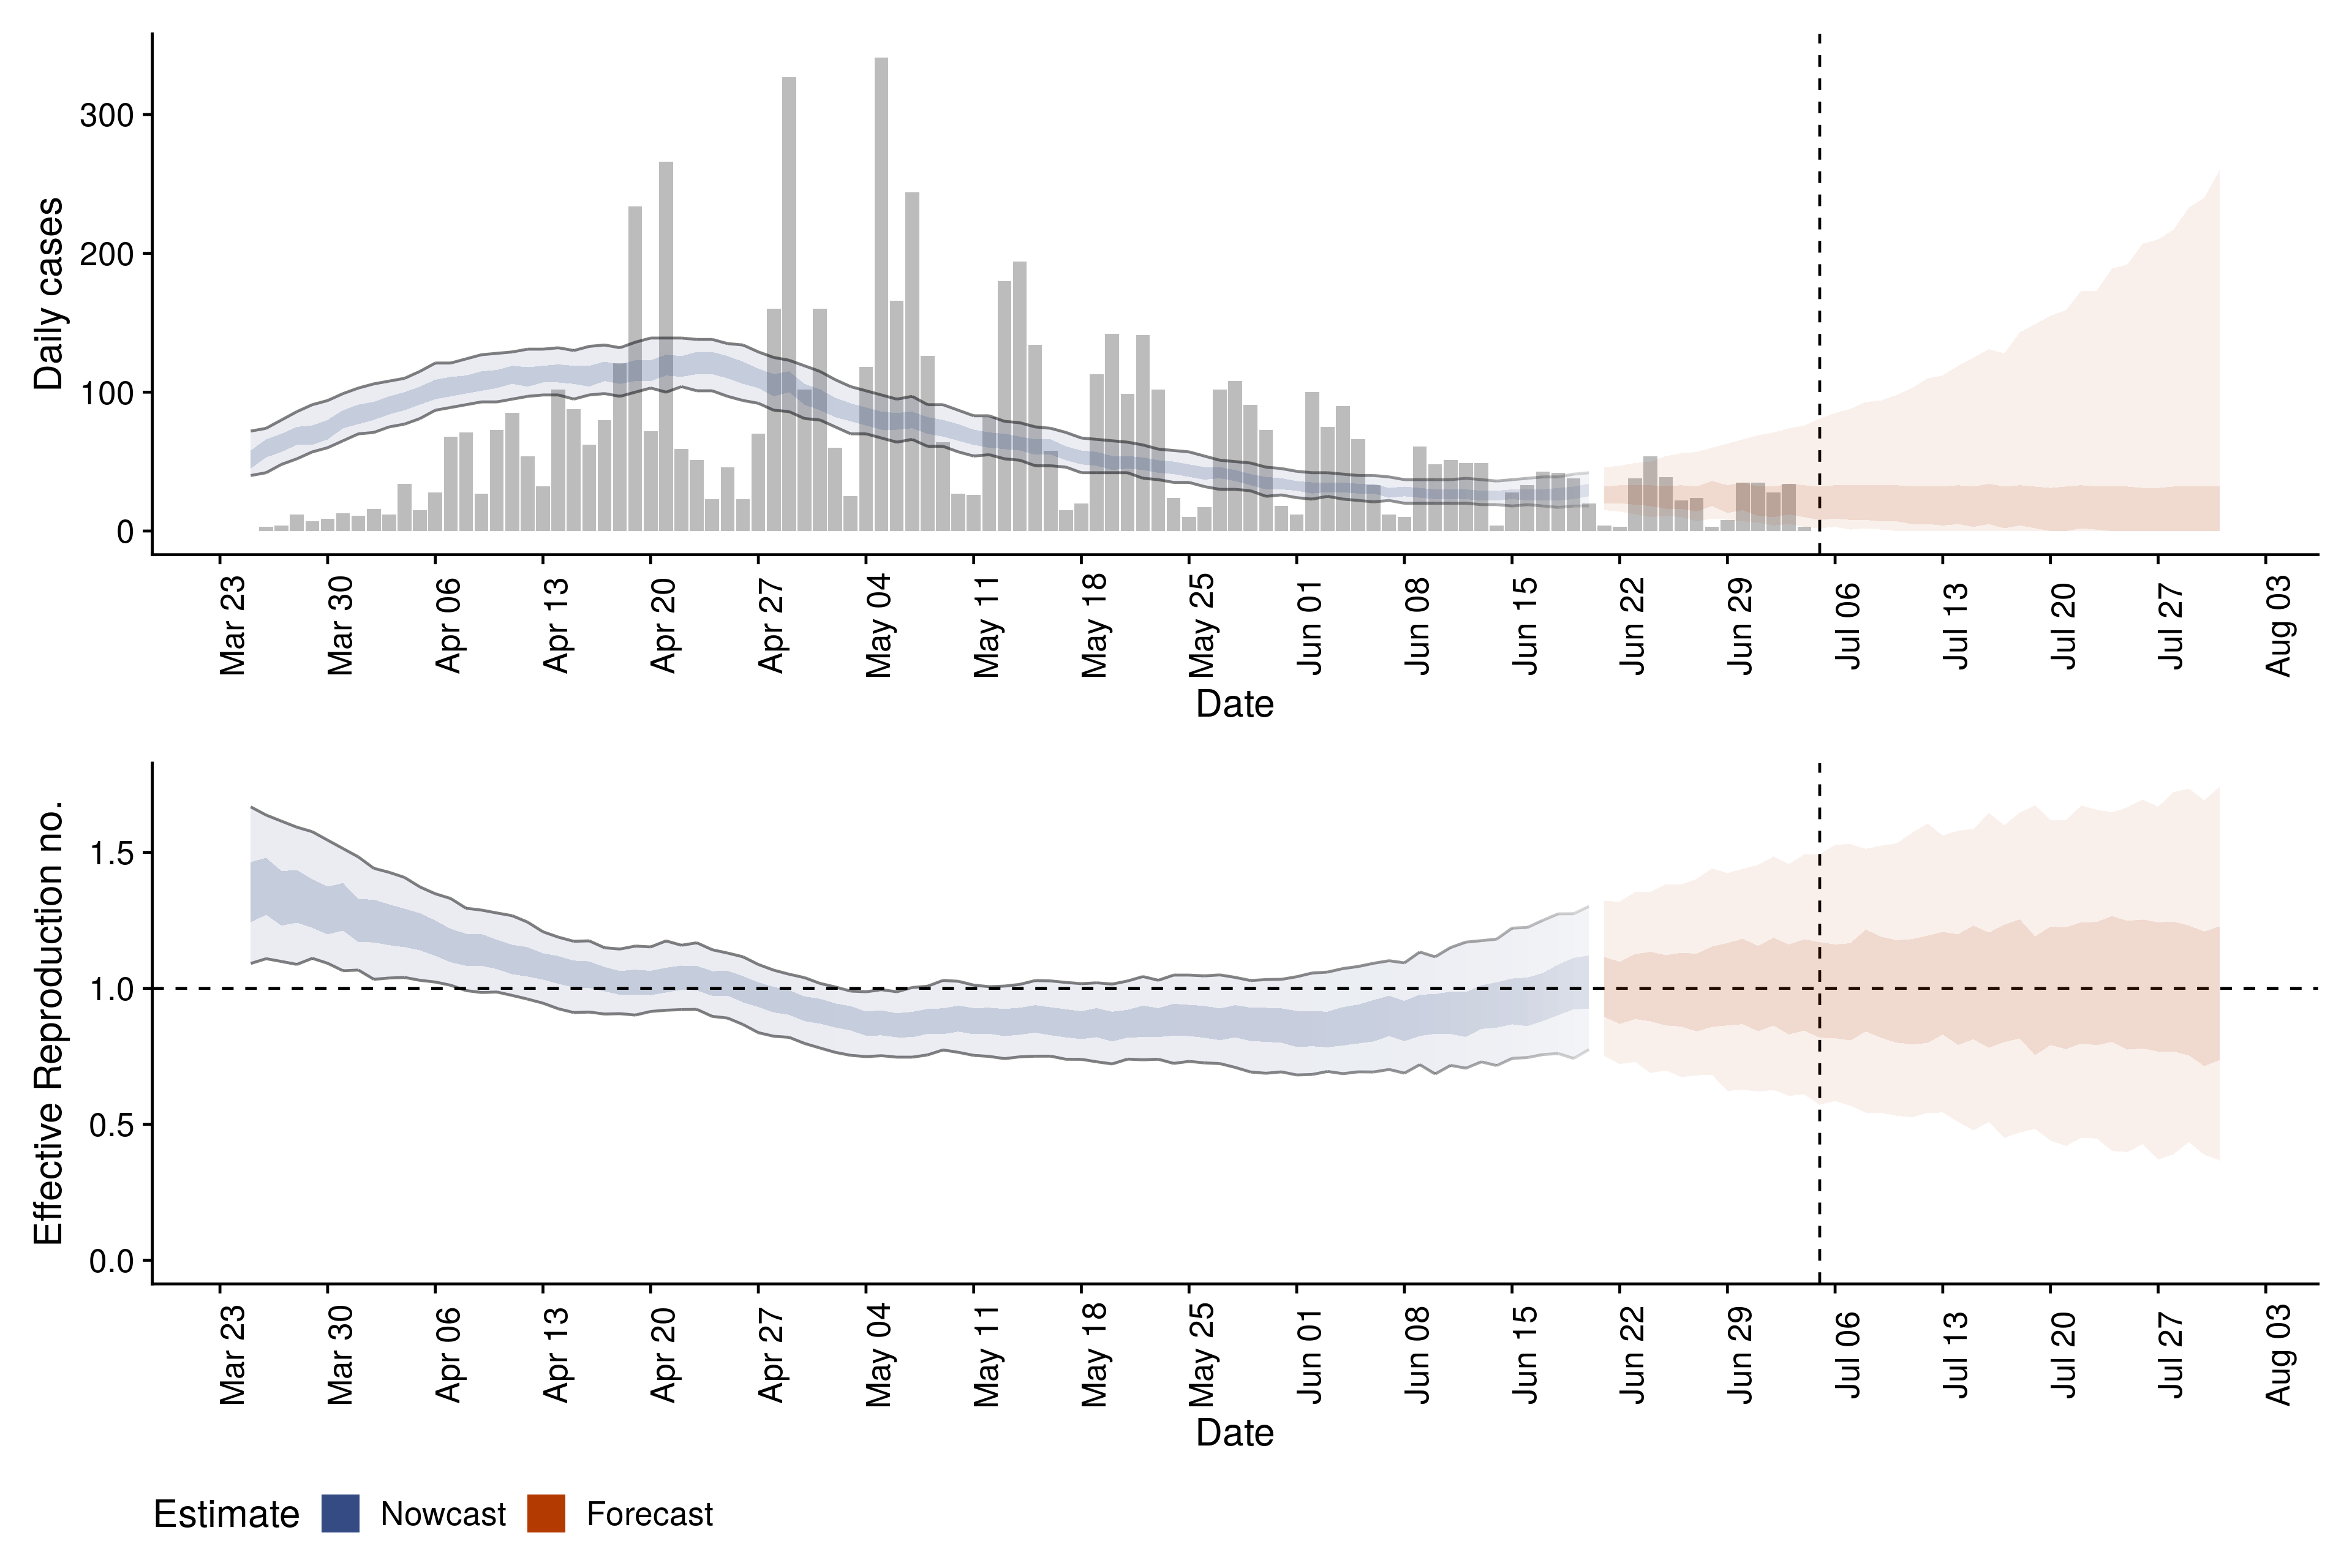 Daily cases
300
200
100
0
Mar 23
Mar 30
Apr 06
Apr 13
Apr 20
Apr 27
May 04
May 11
May 18
May 25
Jun 01
Jun 08
Jun 15
Jun 22
Jun 29
Jul 06
Jul 13
Jul 20
Jul 27
Aug 03
Date
Effective Reproduction no.
1.5
1.0
0.5
0.0
Mar 23
Mar 30
Apr 06
Apr 13
Apr 20
Apr 27
May 04
May 11
May 18
May 25
Jun 01
Jun 08
Jun 15
Jun 22
Jun 29
Jul 06
Jul 13
Jul 20
Jul 27
Aug 03
Date
Estimate Nowcast Forecast